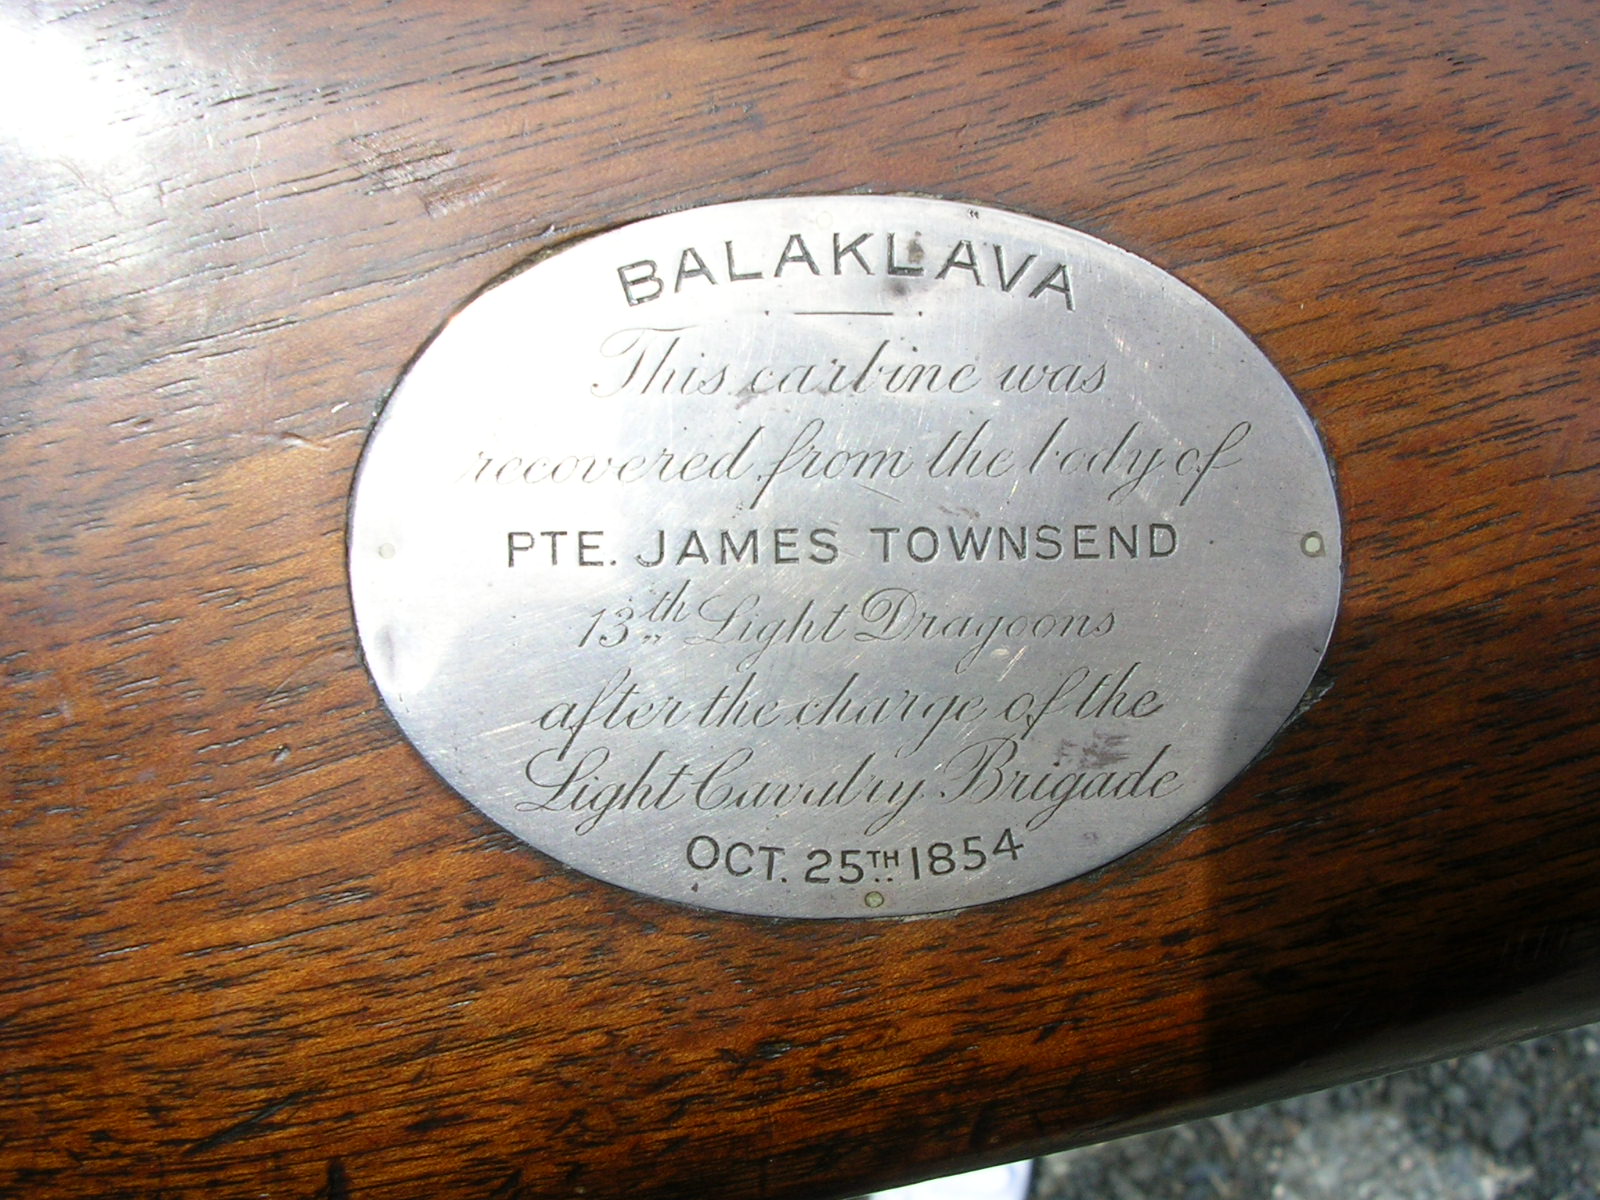 BALAKLAVA
This carbine was
recovered from the body of
PTE. JAMES TOWNSEND
13th Light Dragoons
after the charge of the
Light Cavalry Brigade
OCT. 25TH 1854